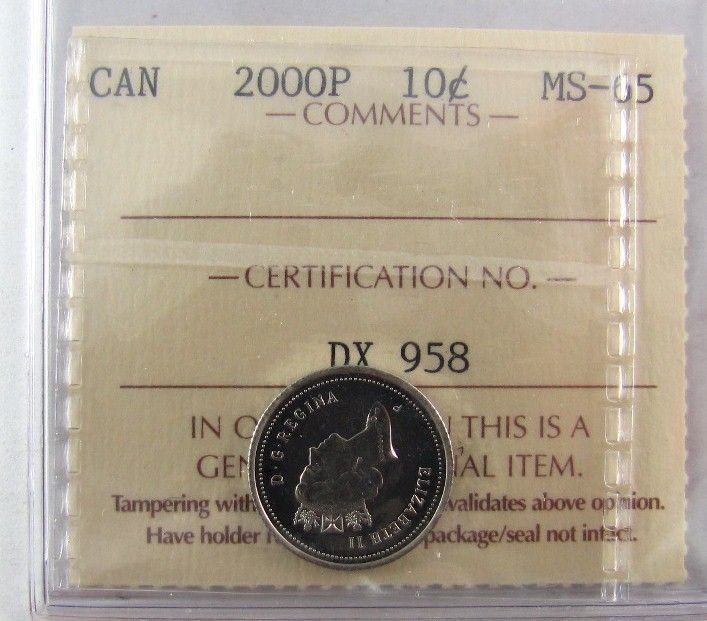 CAN 2000P 10¢ MS-65
— COMMENTS —
— CERTIFICATION NO. —
DX 958
IN O THIS IS A
GEN AL ITEM.
Tampering with validates above opinion.
Have holder package/seal not intact.
ELIZABETH II D·G·REGINA
P